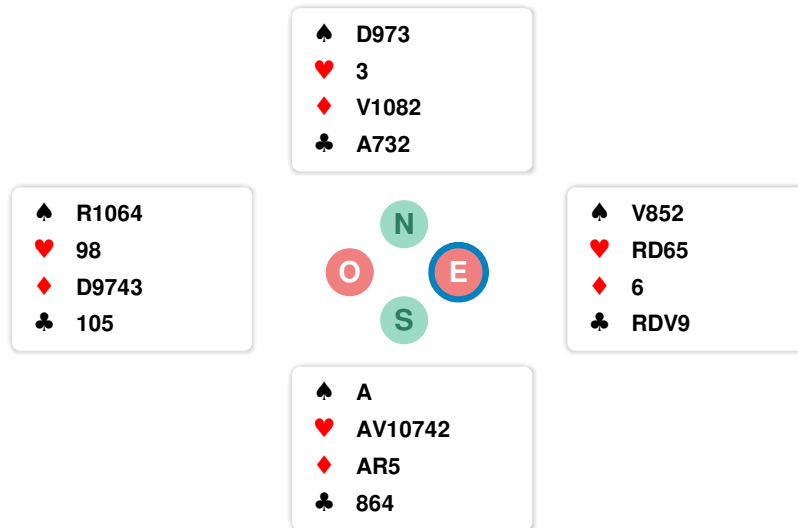 ♠ D973
♥ 3
♦ V1082
♣ A732
♠ R1064
♥ 98
♦ D9743
♣ 105
N
O
E
S
♠ V852
♥ RD65
♦ 6
♣ RDV9
♠ A
♥ AV10742
♦ AR5
♣ 864